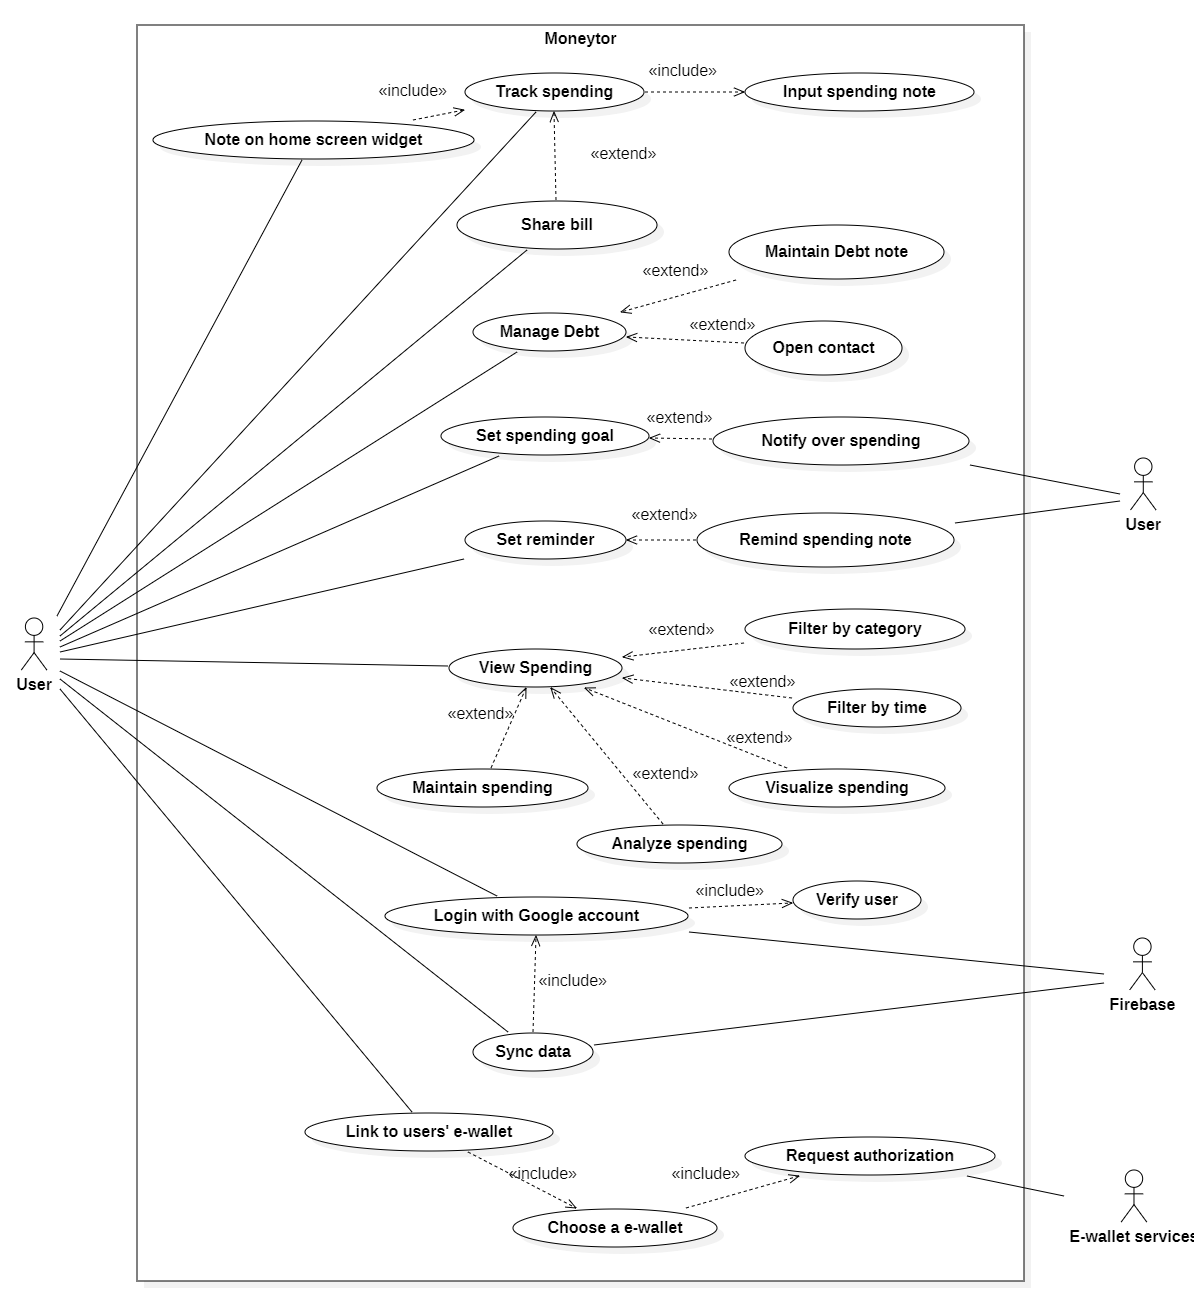 Moneytor
«include»
Track spending
«include»
Input spending note
Note on home screen widget
«extend»
Share bill
Maintain Debt note
«extend»
Manage Debt
«extend»
Open contact
Set spending goal
«extend»
Notify over spending
User
Set reminder
«extend»
Remind spending note
User
View Spending
«extend»
Filter by category
«extend»
Filter by time
«extend»
«extend»
Maintain spending
«extend»
Visualize spending
Analyze spending
Login with Google account
«include»
Verify user
«include»
Firebase
Sync data
Link to users' e-wallet
«include»
«include»
Request authorization
Choose a e-wallet
E-wallet services